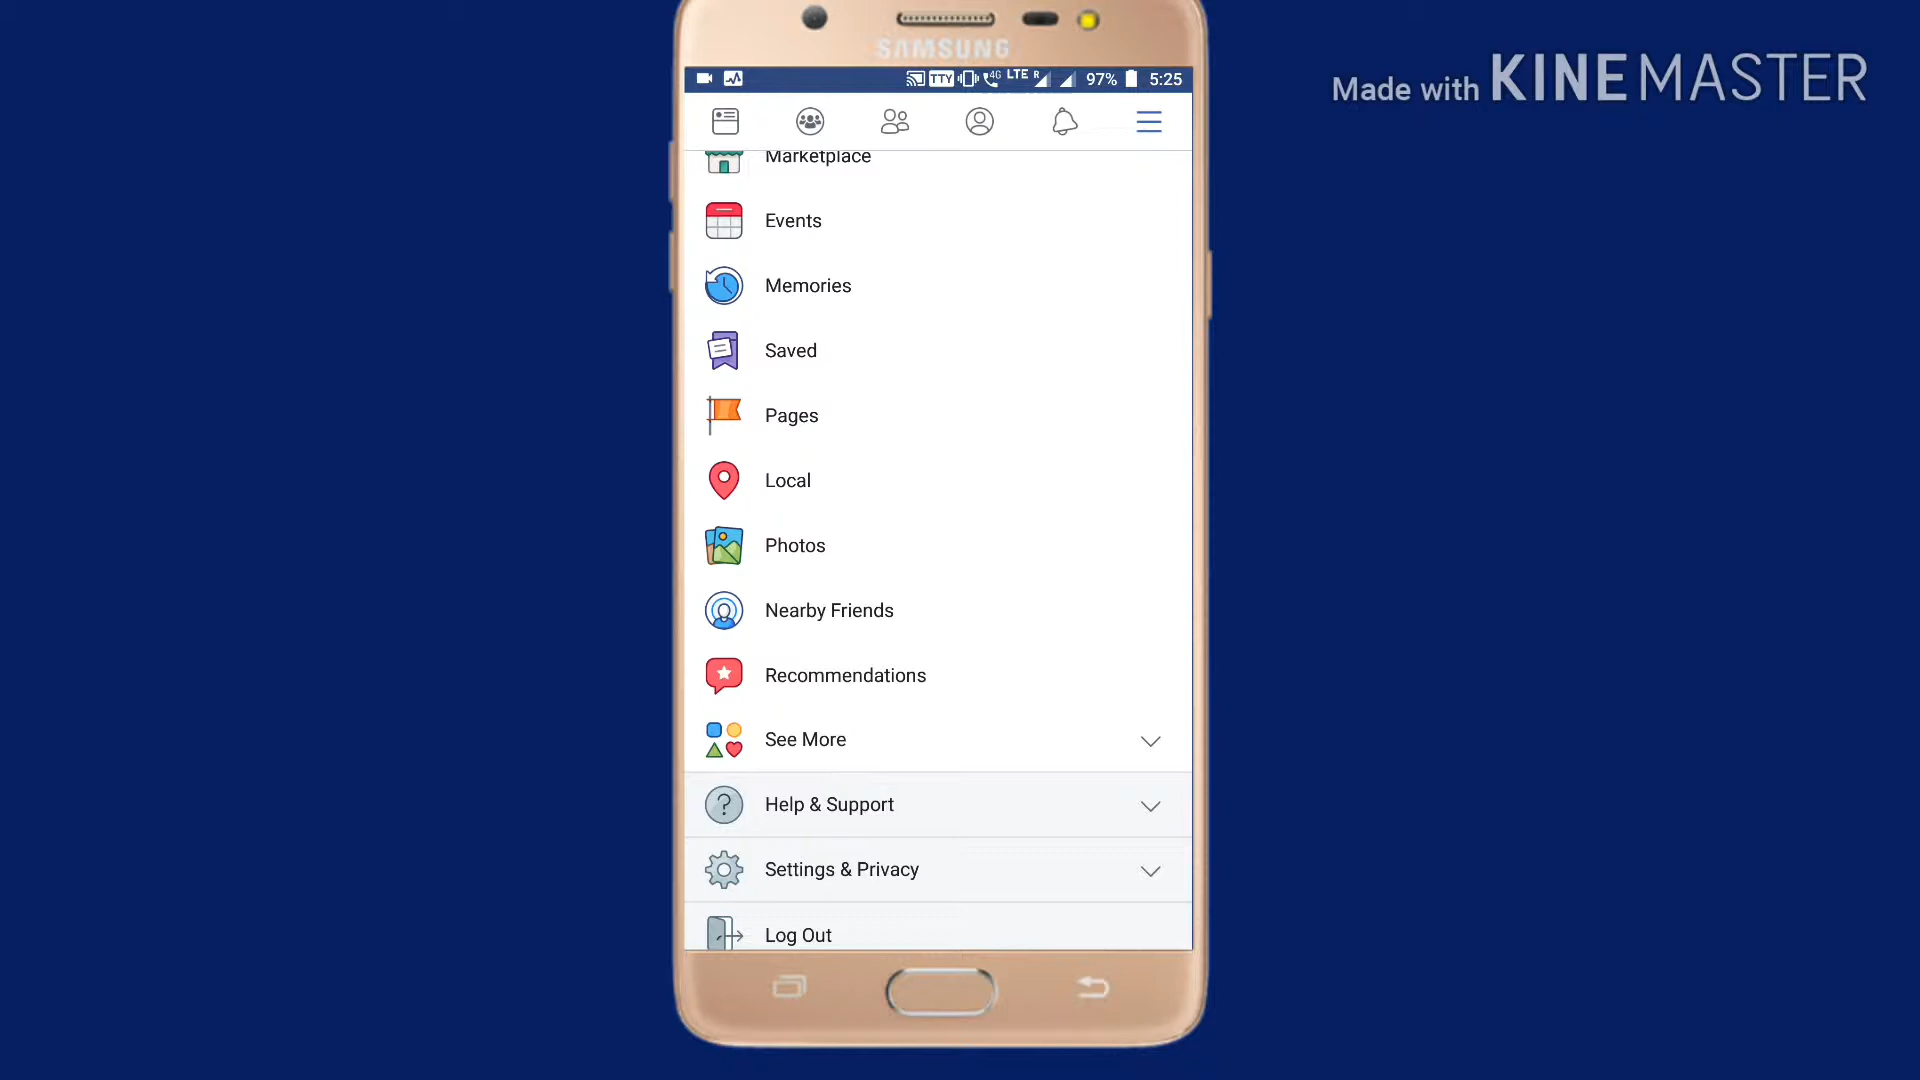 SAMSUNG
Made with KINEMASTER
TTY 4G LTE R 97% 5:25
Marketplace
Events
Memories
Saved
Pages
Local
Photos
Nearby Friends
Recommendations
See More
Help & Support
Settings & Privacy
Log Out